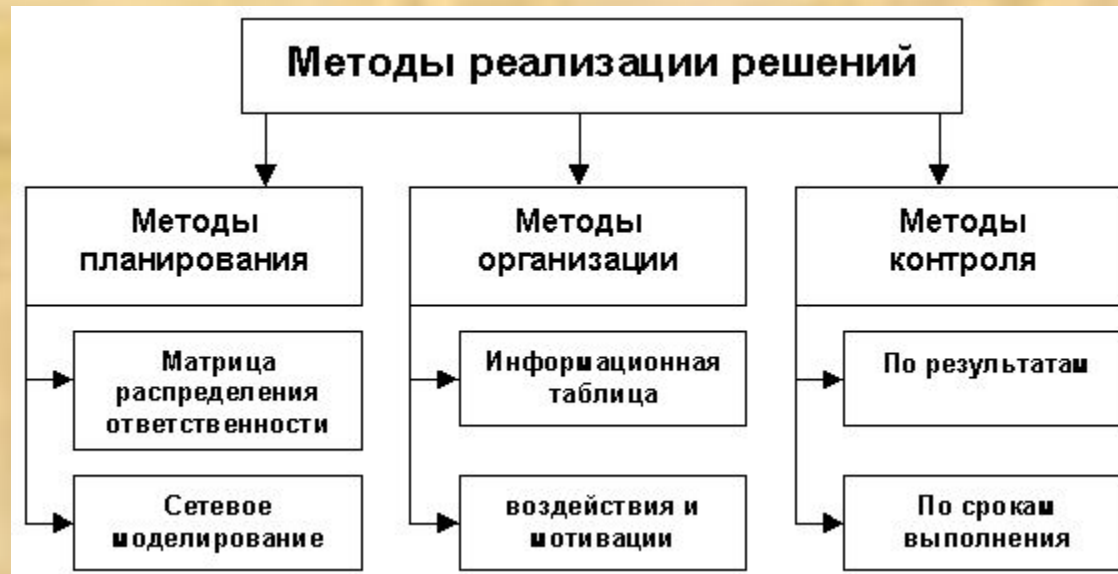 Методы реализации решений
Методы
планирования
Матрица
распределения
ответственности
Сетевое
моделирование
Методы
организации
Информационная
таблица
воздействия и
мотивации
Методы
контроля
По результатам
По срокам
выполнения